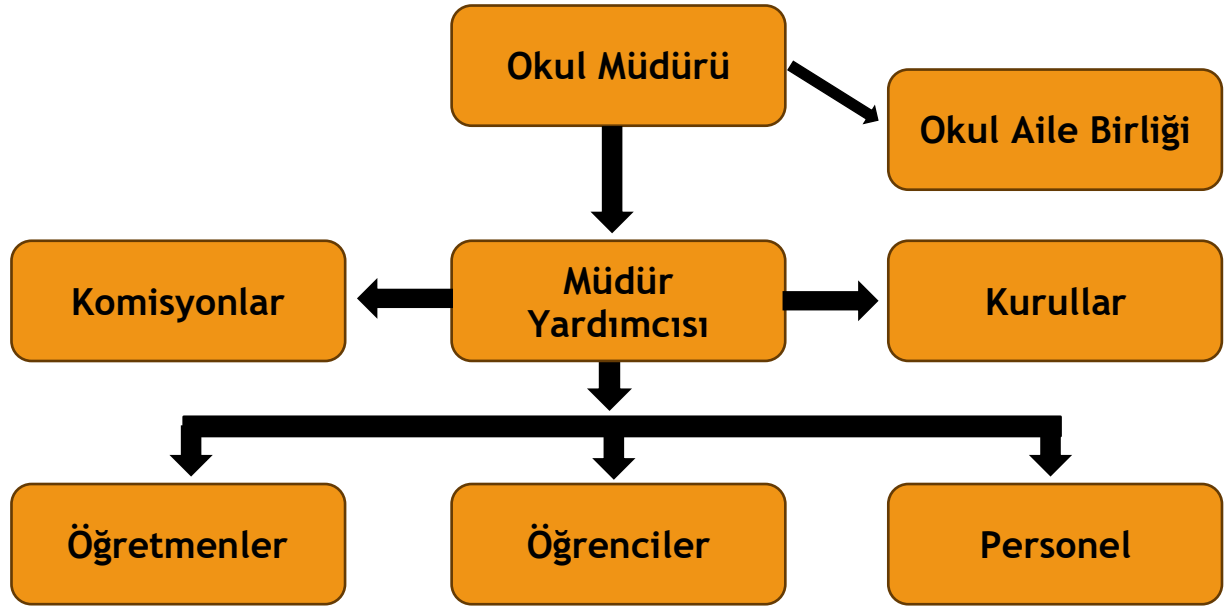 Okul Müdürü
Okul Aile Birliği
Komisyonlar
Müdür
Yardımcısı
Kurullar
Öğretmenler
Öğrenciler
Personel